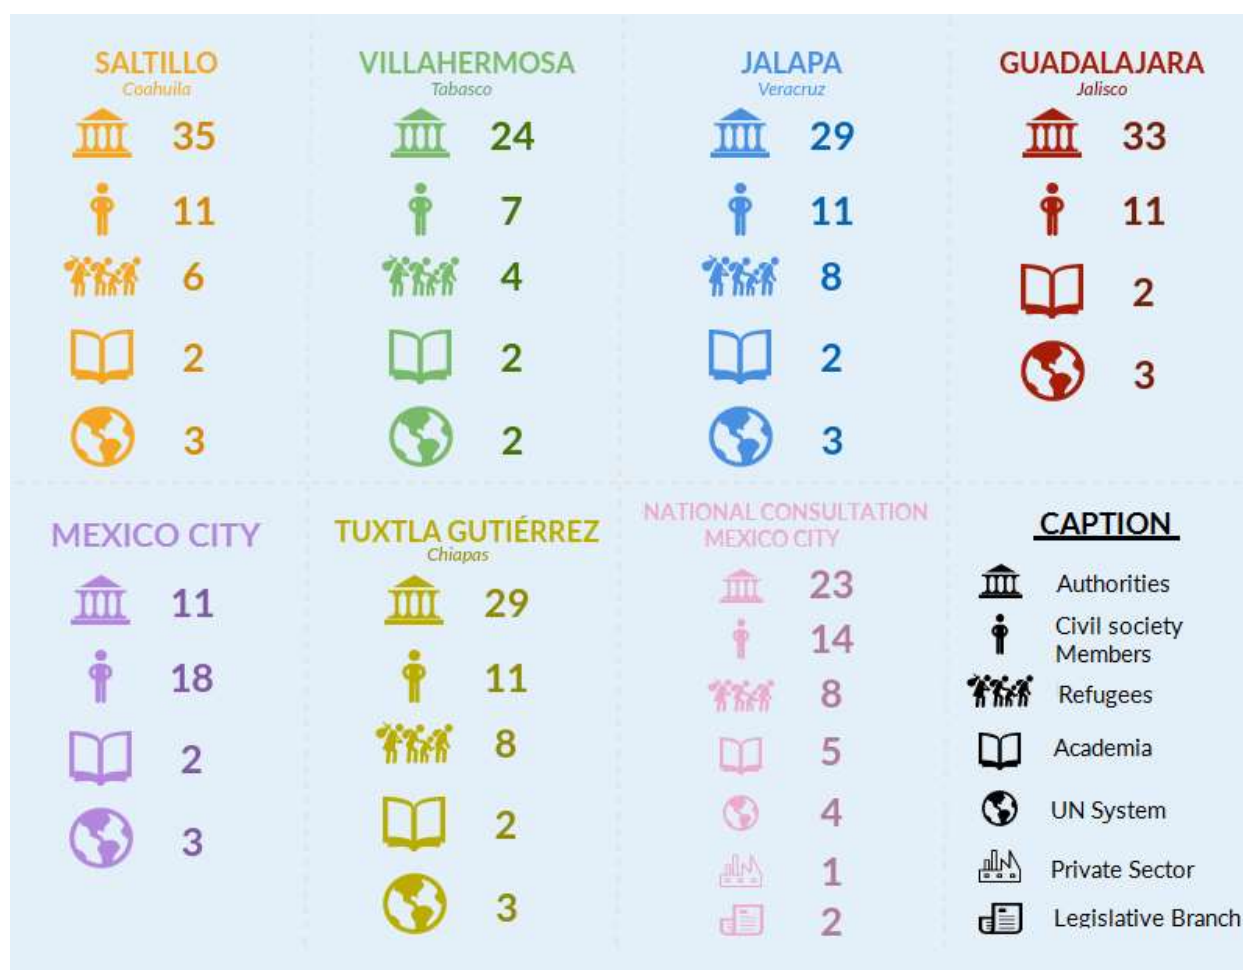 SALTILLO
Coahuila
35
11
6
2
3
VILLAHERMOSA
Tabasco
24
7
4
2
2
JALAPA
Veracruz
29
11
8
2
3
GUADALAJARA
Jalisco
33
11
2
3
MEXICO CITY
11
18
2
3
TUXTLA GUTIÉRREZ
Chiapas
29
11
8
2
3
NATIONAL CONSULTATION
MEXICO CITY
23
14
8
5
4
1
2
CAPTION
Authorities
Civil society
Members
Refugees
Academia
UN System
Private Sector
Legislative Branch